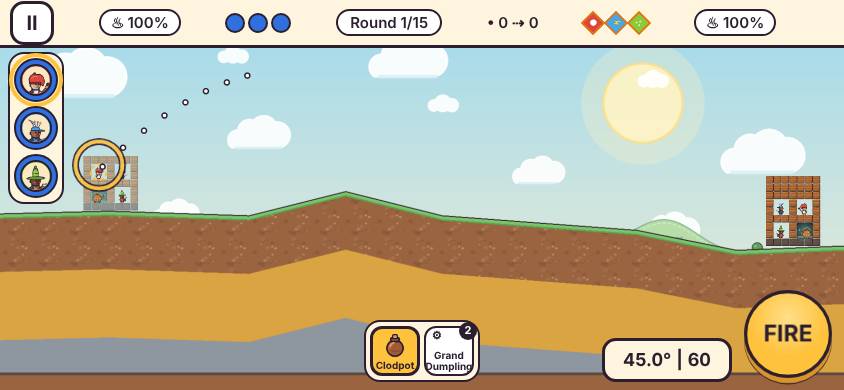 100%
Round 1/15
• 0 ⇢ 0
100%
Clodpot
2
Grand
Dumpling
45.0° | 60
FIRE